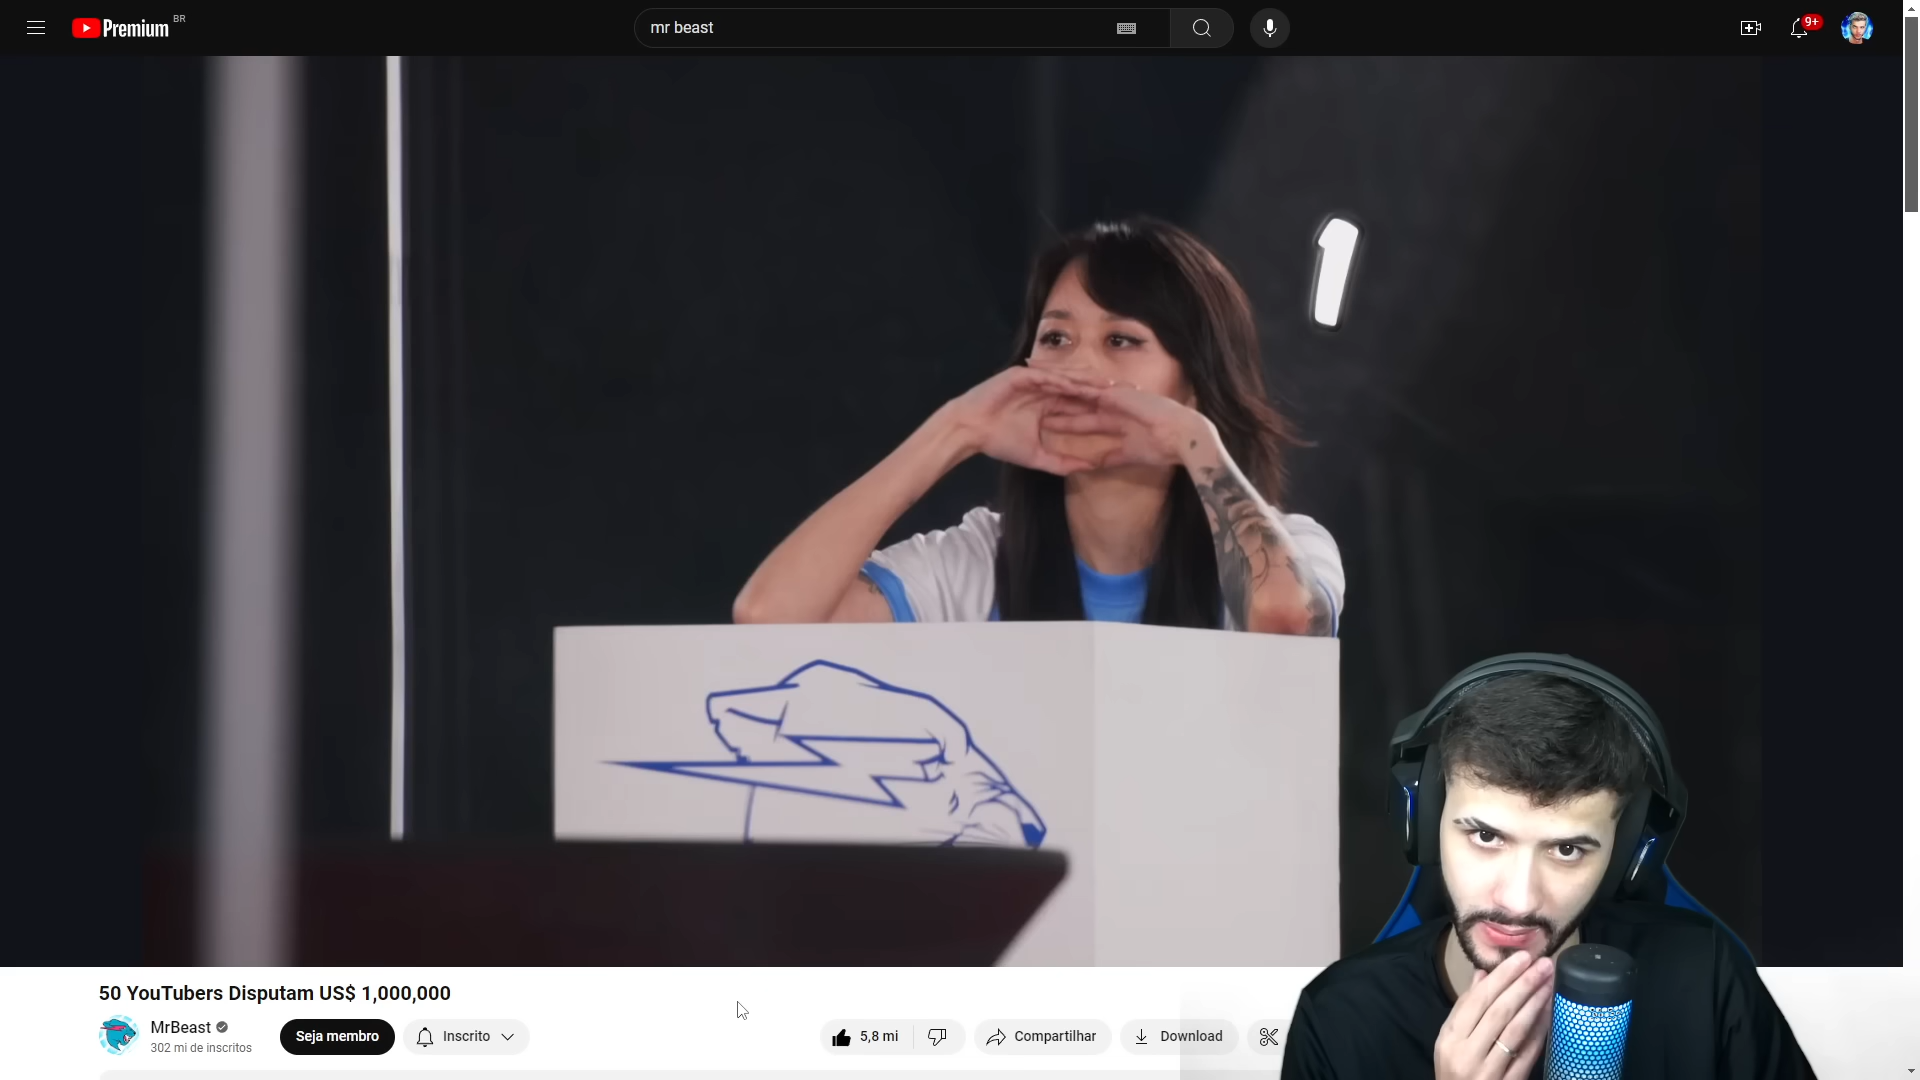 Premium BR
mr beast
9+
1
50 YouTubers Disputam US$ 1,000,000
MrBeast
302 mi de inscritos
Seja membro
Inscrito
5,8 mi
Compartilhar
Download